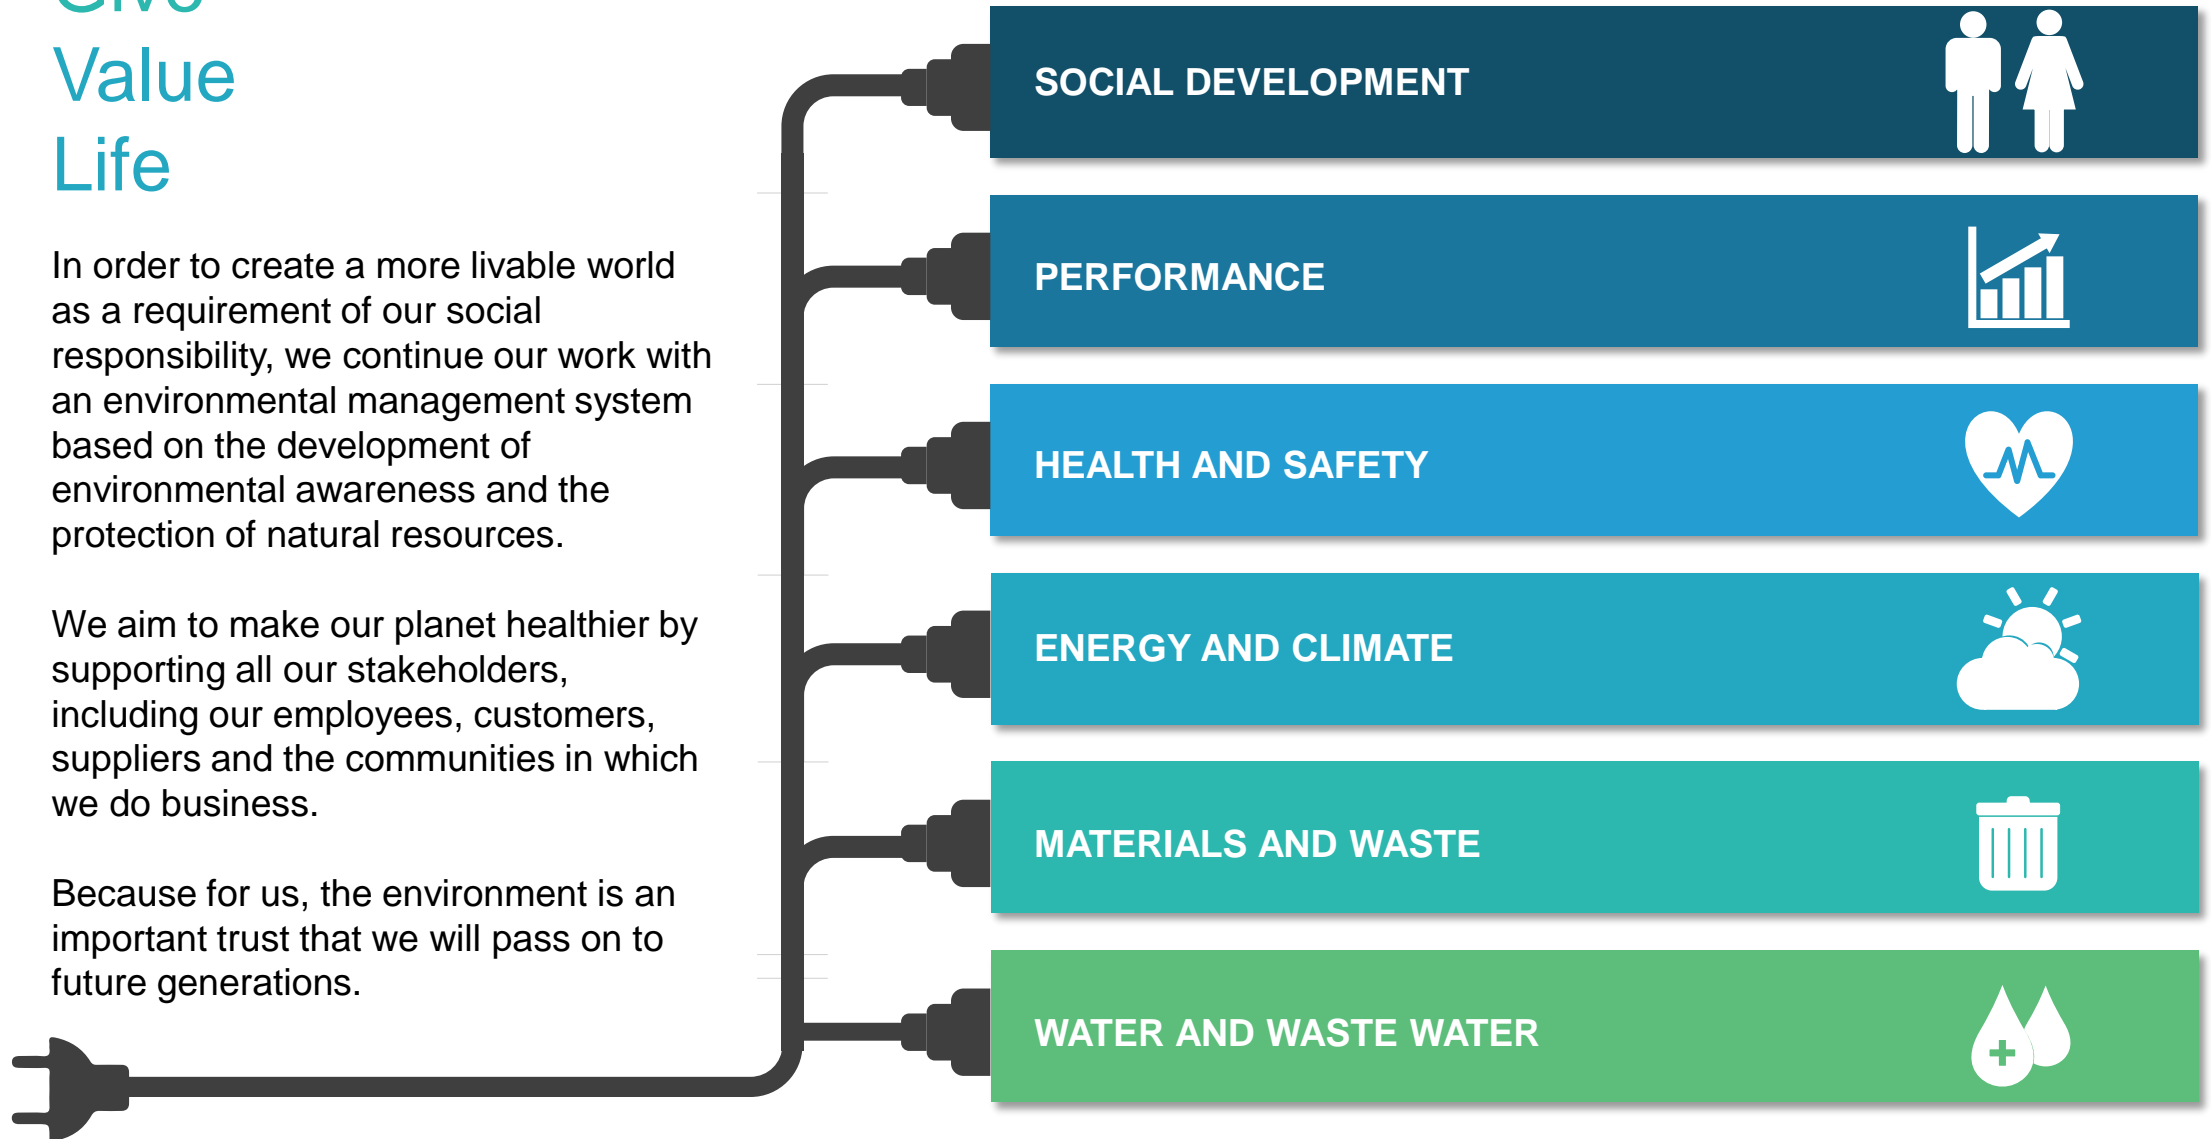 Give
Value
Life
In order to create a more livable world
as a requirement of our social
responsibility, we continue our work with
an environmental management system
based on the development of
environmental awareness and the
protection of natural resources.
We aim to make our planet healthier by
supporting all our stakeholders,
including our employees, customers,
suppliers and the communities in which
we do business.
Because for us, the environment is an
important trust that we will pass on to
future generations.
SOCIAL DEVELOPMENT
PERFORMANCE
HEALTH AND SAFETY
ENERGY AND CLIMATE
MATERIALS AND WASTE
WATER AND WASTE WATER